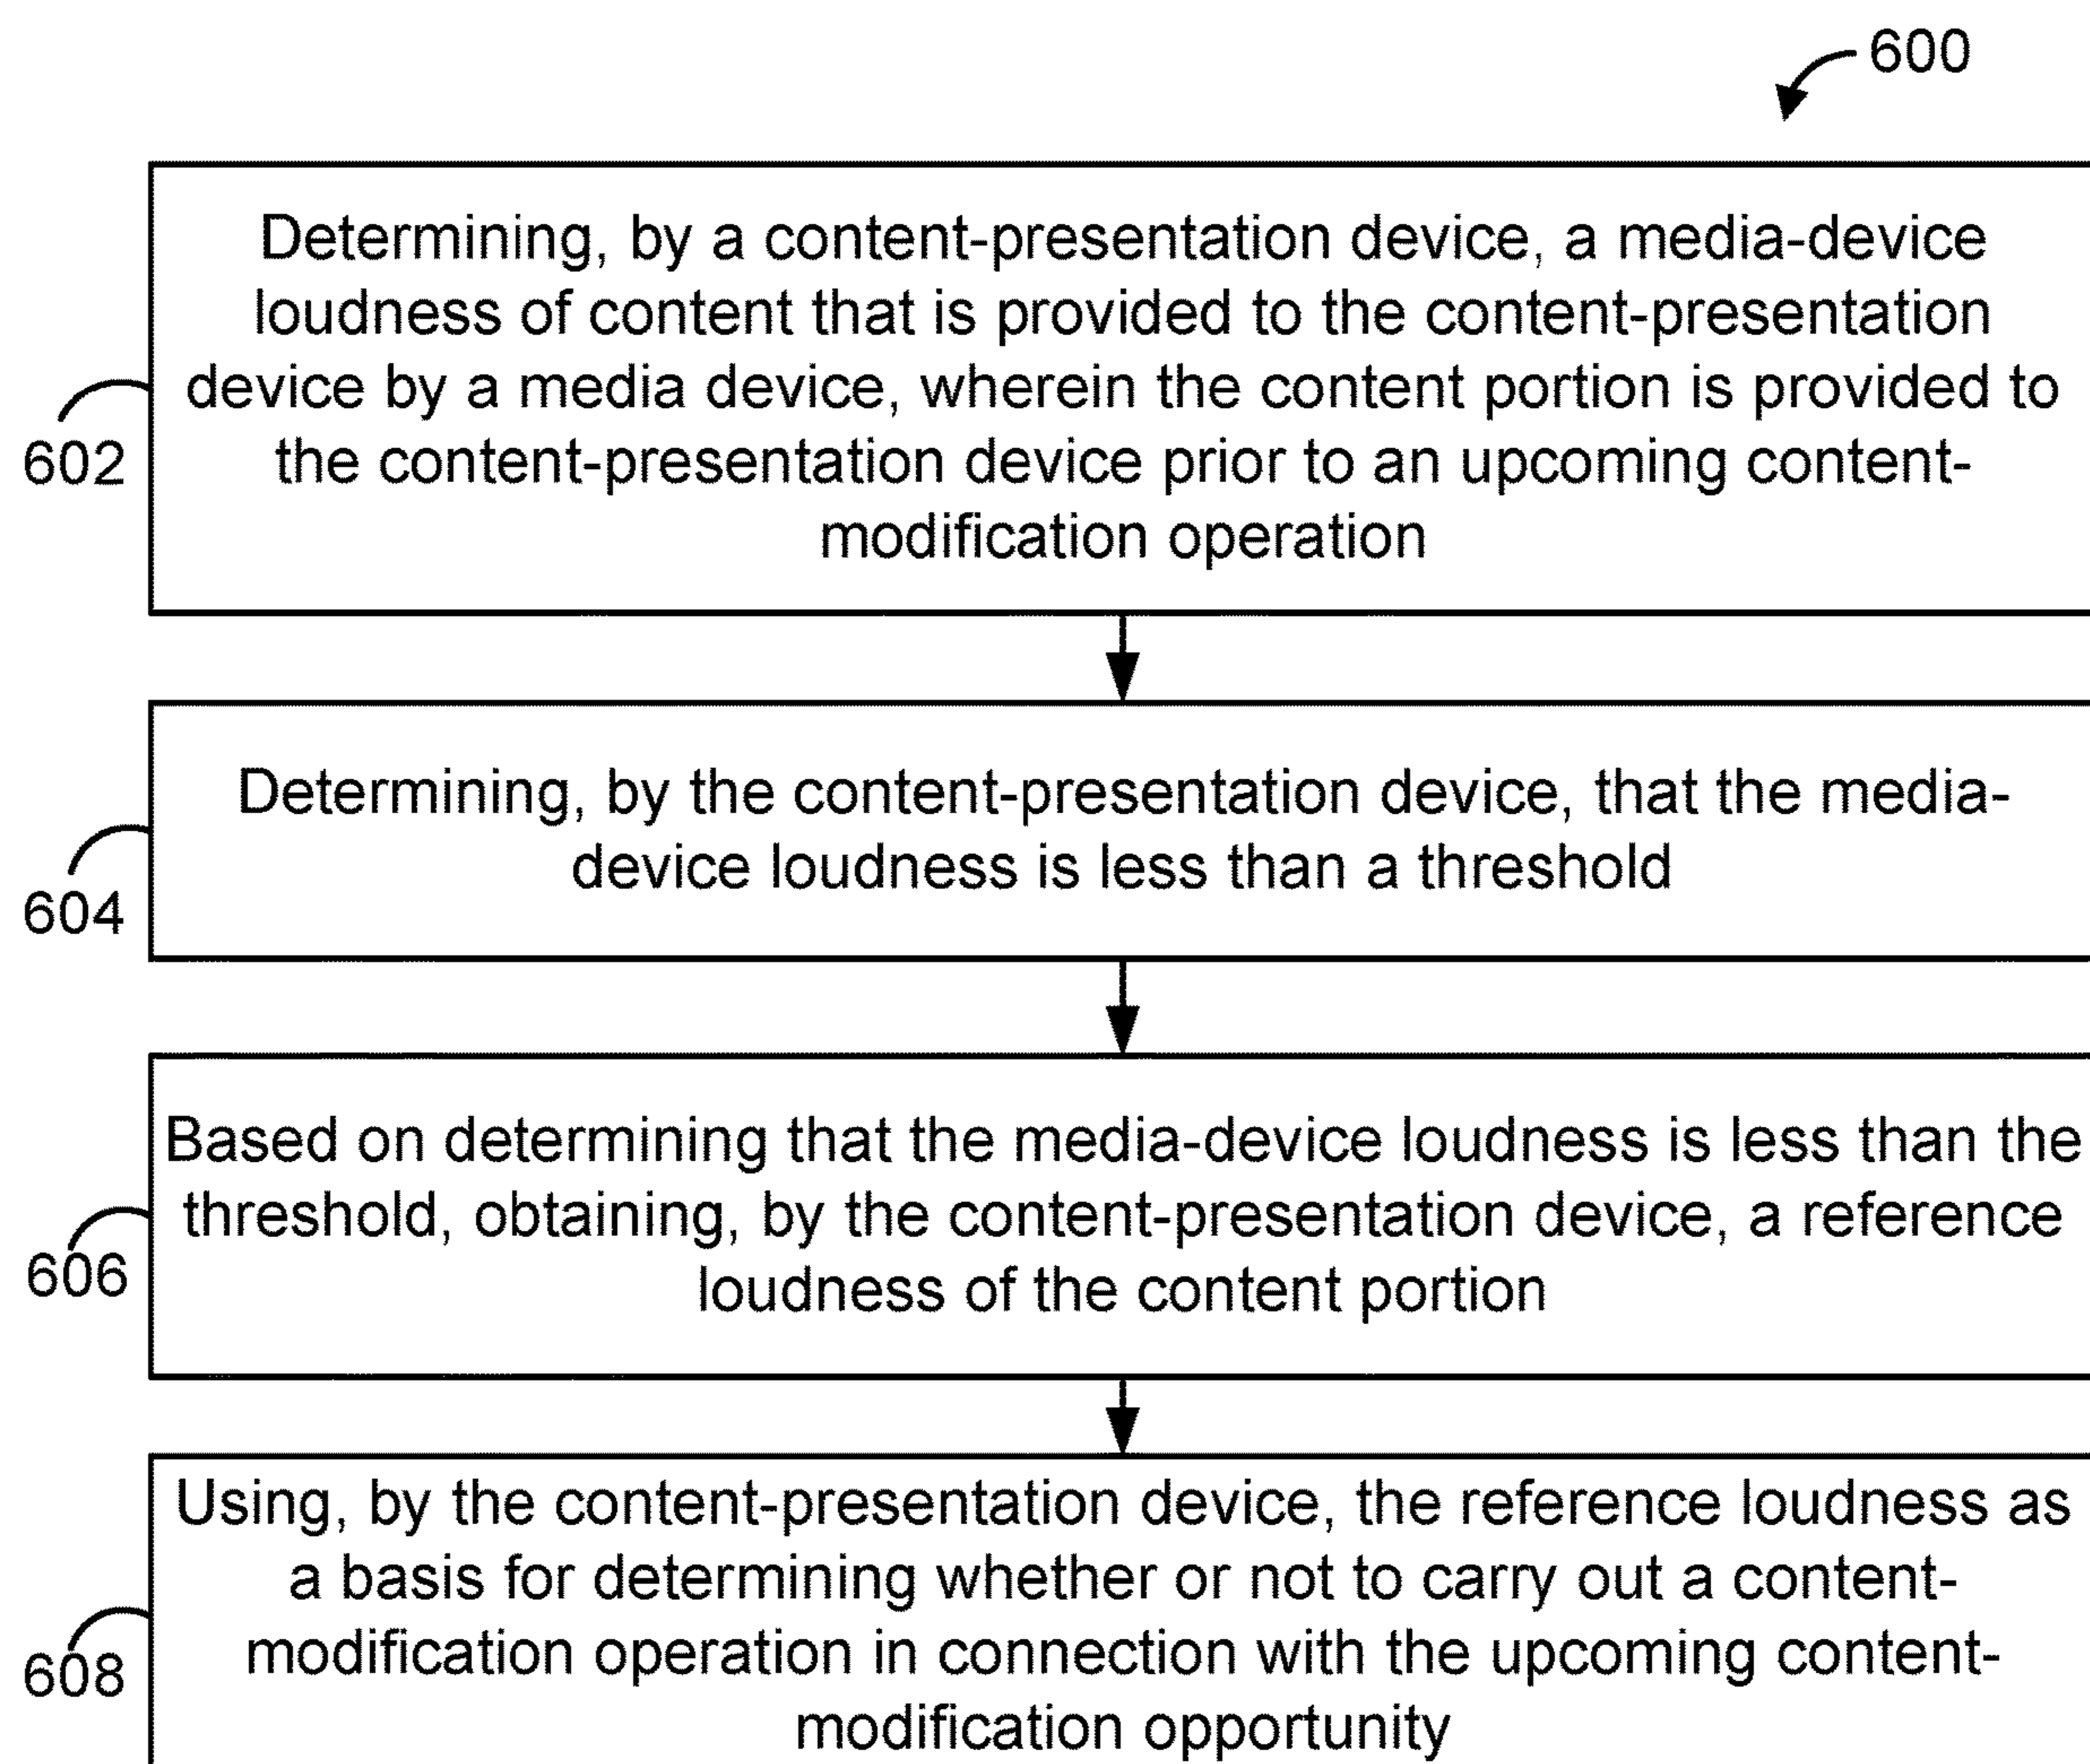 600
Determining, by a content-presentation device, a media-device
loudness of content that is provided to the content-presentation
device by a media device, wherein the content portion is provided to
the content-presentation device prior to an upcoming content-
modification operation
602
Determining, by the content-presentation device, that the media-
device loudness is less than a threshold
604
Based on determining that the media-device loudness is less than the
threshold, obtaining, by the content-presentation device, a reference
loudness of the content portion
606
Using, by the content-presentation device, the reference loudness as
a basis for determining whether or not to carry out a content-
modification operation in connection with the upcoming content-
modification opportunity
608